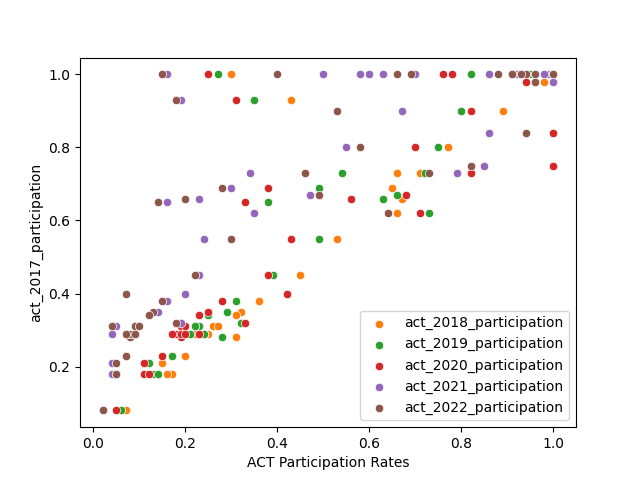 1.0
0.8
0.6
0.4
0.2
act_2017_participation
0.0
0.2
0.4
0.6
0.8
1.0
ACT Participation Rates
act_2018_participation
act_2019_participation
act_2020_participation
act_2021_participation
act_2022_participation